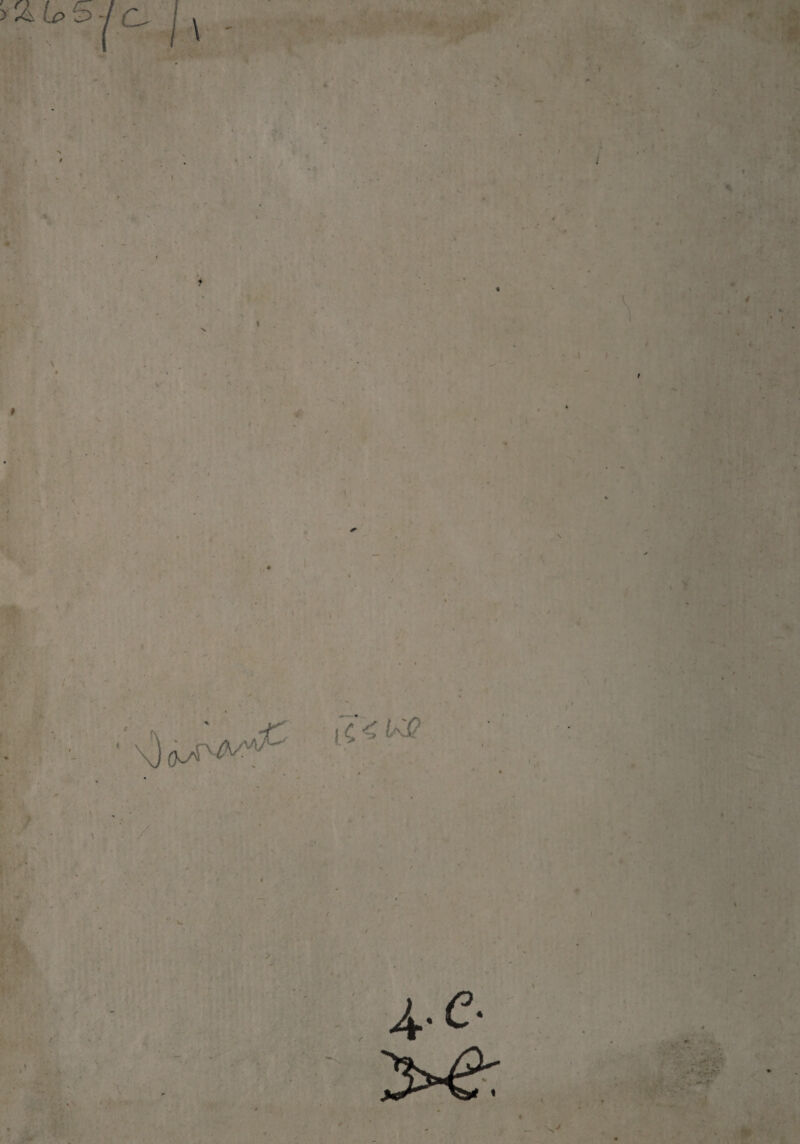 265/C/1
Variant issue
4. C.
3. C.